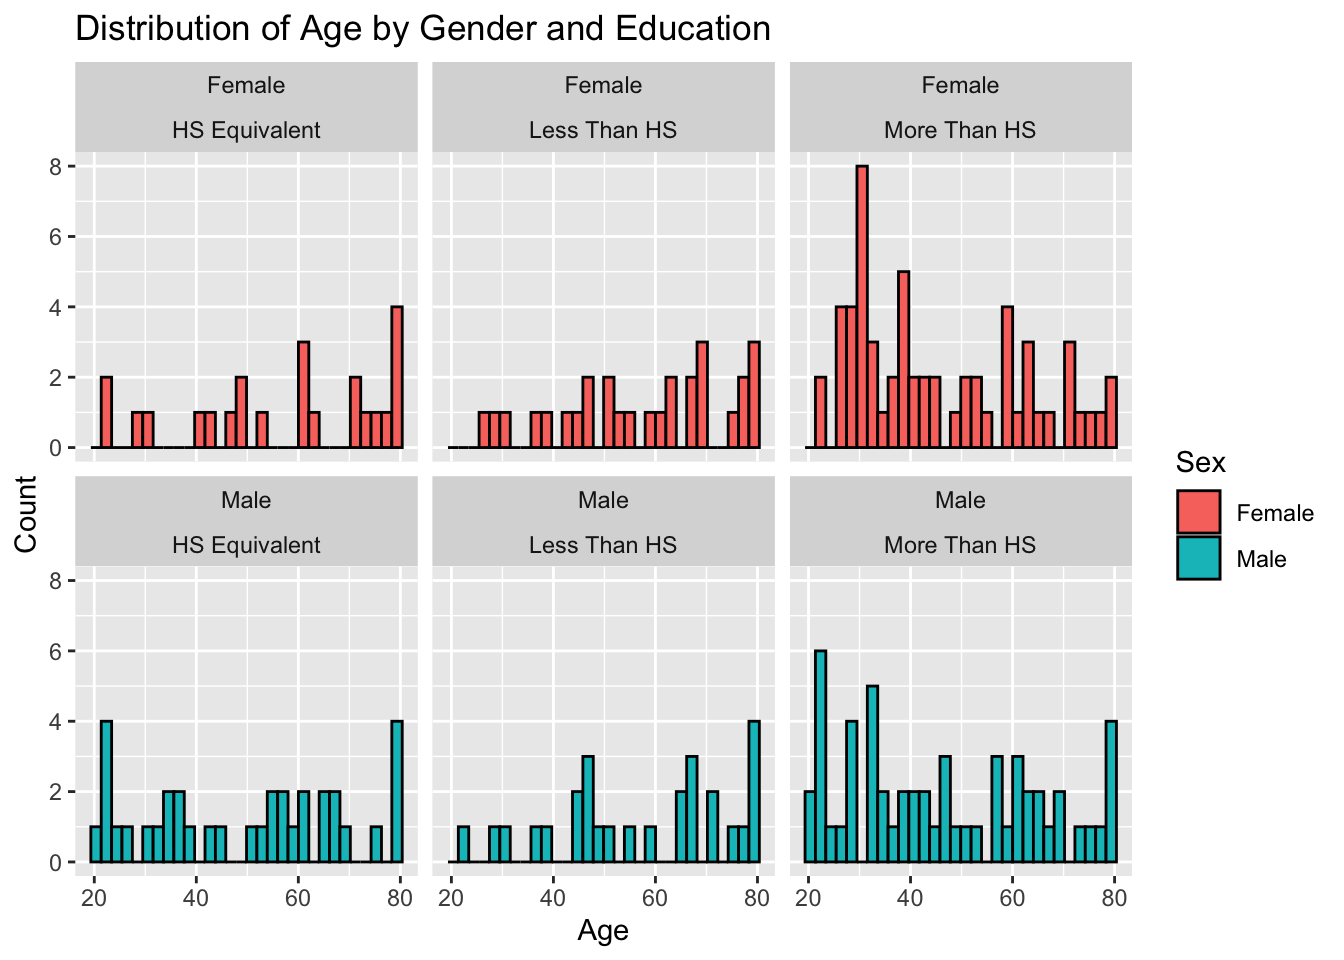 Distribution of Age by Gender and Education
Female
HS Equivalent
Female
Less Than HS
Female
More Than HS
8
6
4
2
0
Male
HS Equivalent
Male
Less Than HS
Male
More Than HS
8
6
4
2
0
20 40 60 80
20 40 60 80
20 40 60 80
Age
Count
Sex
Female
Male